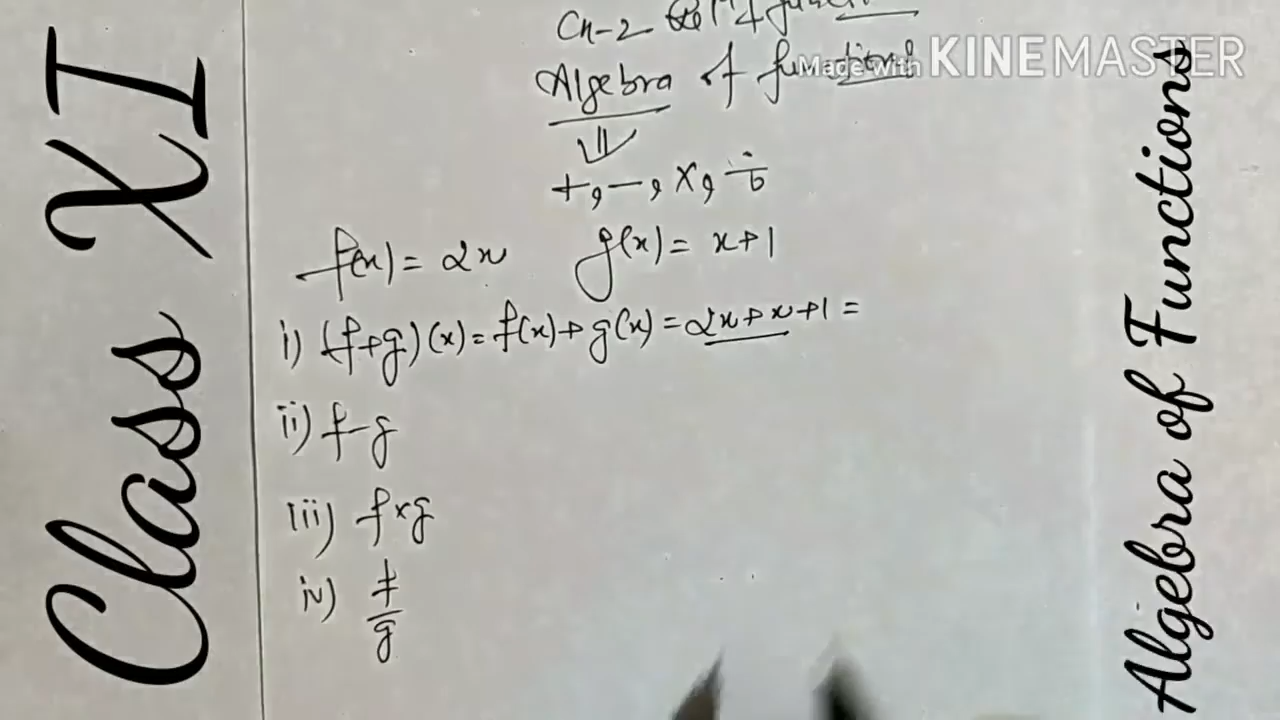 Class XI
Ch-2
Algebra of functions
Made with KINEMASTER
+, -, ×, ÷
f(x) = 2x g(x) = x+1
i) (f+g)(x) = f(x) + g(x) = 2x+x+1 =
ii) f-g
iii) f×g
iv) f/g
Algebra of Functions